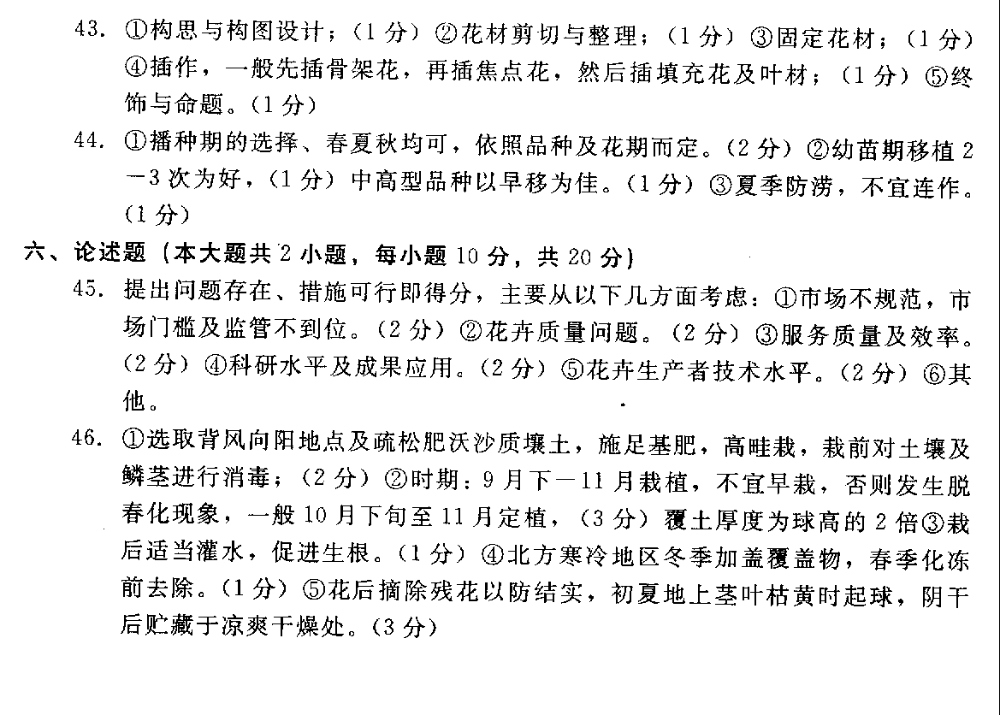 43. ①构思与构图设计；(1分) ②花材剪切与整理；(1分) ③固定花材；(1分)
④插作，一般先插骨架花，再插焦点花，然后插填充花及叶材；(1分) ⑤终
饰与命题。(1分)
44. ①播种期的选择、春夏秋均可，依照品种及花期而定。(2分) ②幼苗期移植2
—3次为好，(1分) 中高型品种以早移为佳。(1分) ③夏季防涝，不宜连作。
(1分)
六、论述题 (本大题共2小题，每小题10分，共20分)
45. 提出问题存在、措施可行即得分，主要从以下几方面考虑：①市场不规范，市
场门槛及监管不到位。(2分) ②花卉质量问题。(2分) ③服务质量及效率。
(2分) ④科研水平及成果应用。(2分) ⑤花卉生产者技术水平。(2分) ⑥其
他。
46. ①选取背风向阳地点及疏松肥沃沙质壤土，施足基肥，高畦栽，栽前对土壤及
鳞茎进行消毒；(2分) ②时期：9月下—11月栽植，不宜早栽，否则发生脱
春化现象，一般10月下旬至11月定植，(3分) 覆土厚度为球高的2倍③栽
后适当灌水，促进生根。(1分) ④北方寒冷地区冬季加盖覆盖物，春季化冻
前去除。(1分) ⑤花后摘除残花以防结实，初夏地上茎叶枯黄时起球，阴干
后贮藏于凉爽干燥处。(3分)